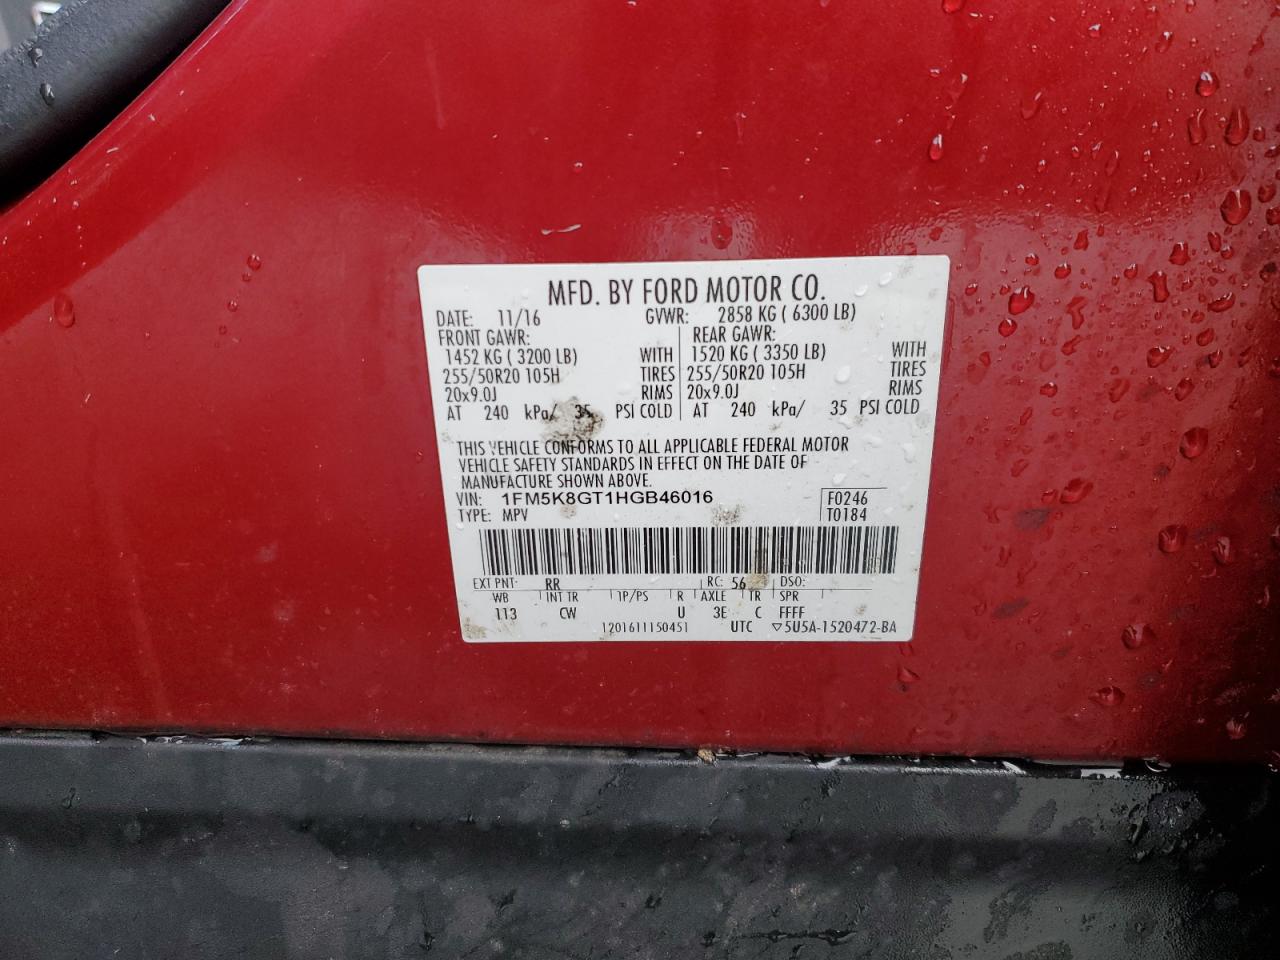 MFD. BY FORD MOTOR CO.
DATE: 11/16 GVWR: 2858 KG ( 6300 LB)
FRONT GAWR: REAR GAWR:
1452 KG ( 3200 LB) WITH 1520 KG ( 3350 LB) WITH
255/50R20 105H TIRES 255/50R20 105H TIRES
20x9.0J RIMS 20x9.0J RIMS
AT 240 kPa/ 35 PSI COLD AT 240 kPa/ 35 PSI COLD
THIS VEHICLE CONFORMS TO ALL APPLICABLE FEDERAL MOTOR
VEHICLE SAFETY STANDARDS IN EFFECT ON THE DATE OF
MANUFACTURE SHOWN ABOVE.
VIN: 1FM5K8GT1HGB46016 F0246
TYPE: MPV T0184
EXT PNT: RR RC: 56 DSO:
WB INT TR TP/PS R AXLE TR SPR
113 CW U 3E C FFFF
1201611150451 UTC ▽5U5A-1520472-BA